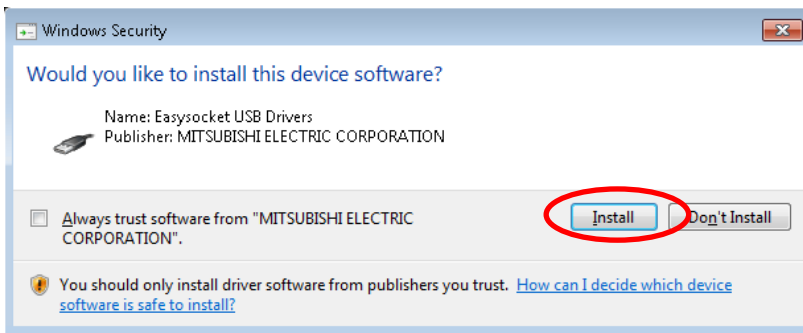 Windows Security
Would you like to install this device software?
Name: Easysocket USB Drivers
Publisher: MITSUBISHI ELECTRIC CORPORATION
Always trust software from "MITSUBISHI ELECTRIC
CORPORATION".
Install
Don't Install
You should only install driver software from publishers you trust. How can I decide which device
software is safe to install?